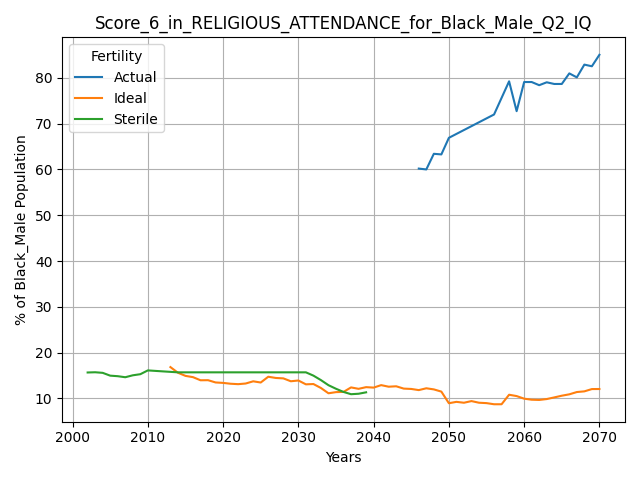 Score_6_in_RELIGIOUS_ATTENDANCE_for_Black_Male_Q2_IQ
Fertility
Actual
Ideal
Sterile
% of Black_Male Population
80
70
60
50
40
30
20
10
2000 2010 2020 2030 2040 2050 2060 2070
Years